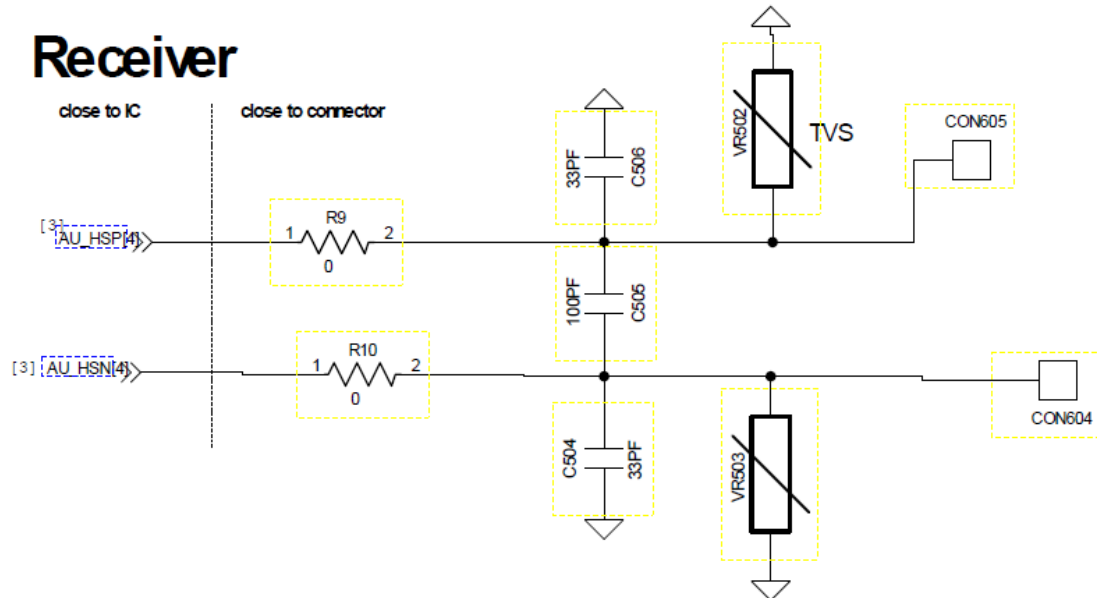 Receiver
close to IC
close to connector
VR502
TVS
CON605
33PF
C506
[3]
AU_HSP[4]
R9
1
2
0
100PF
C505
[3]
AU_HSN[4]
R10
1
2
0
CON604
C504
33PF
VR503